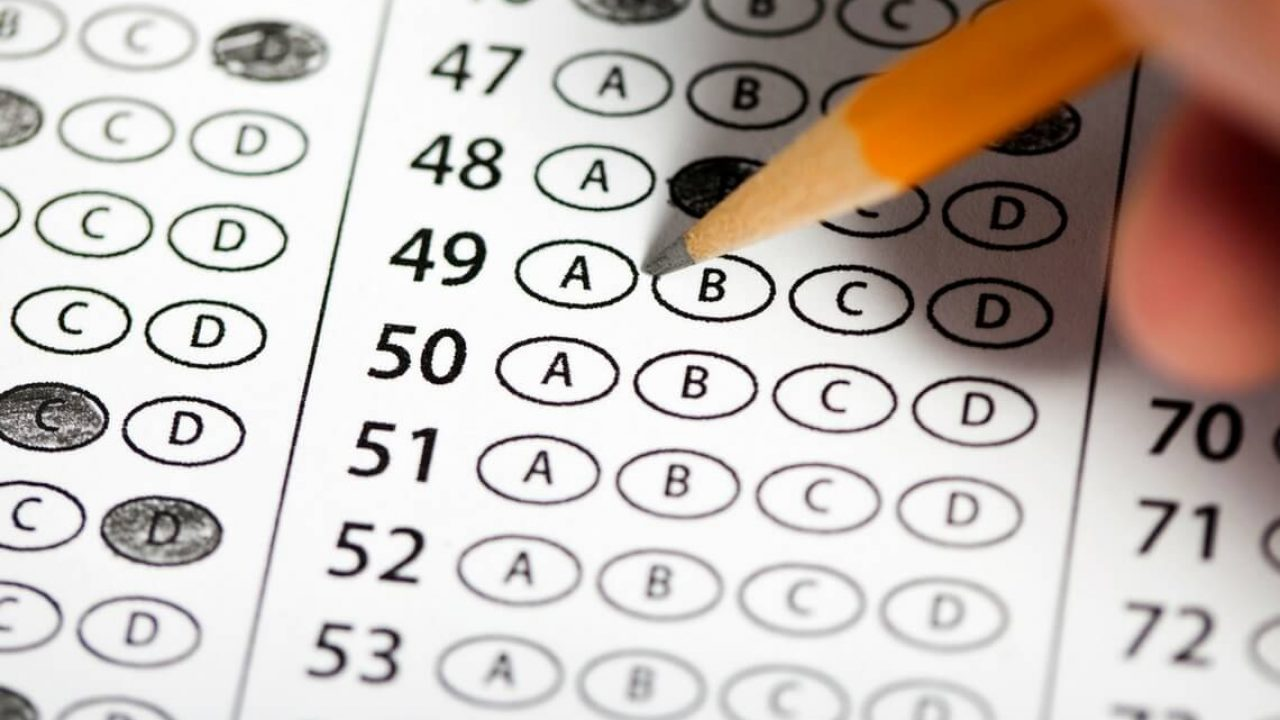 B C D
C D
C D
C D
C D
C D
C D
D
B C
47 A B
48 A C D
49 A B C D
50 A B C D
51 A B C D
52 A B C D
53 A B C D
70
71
72